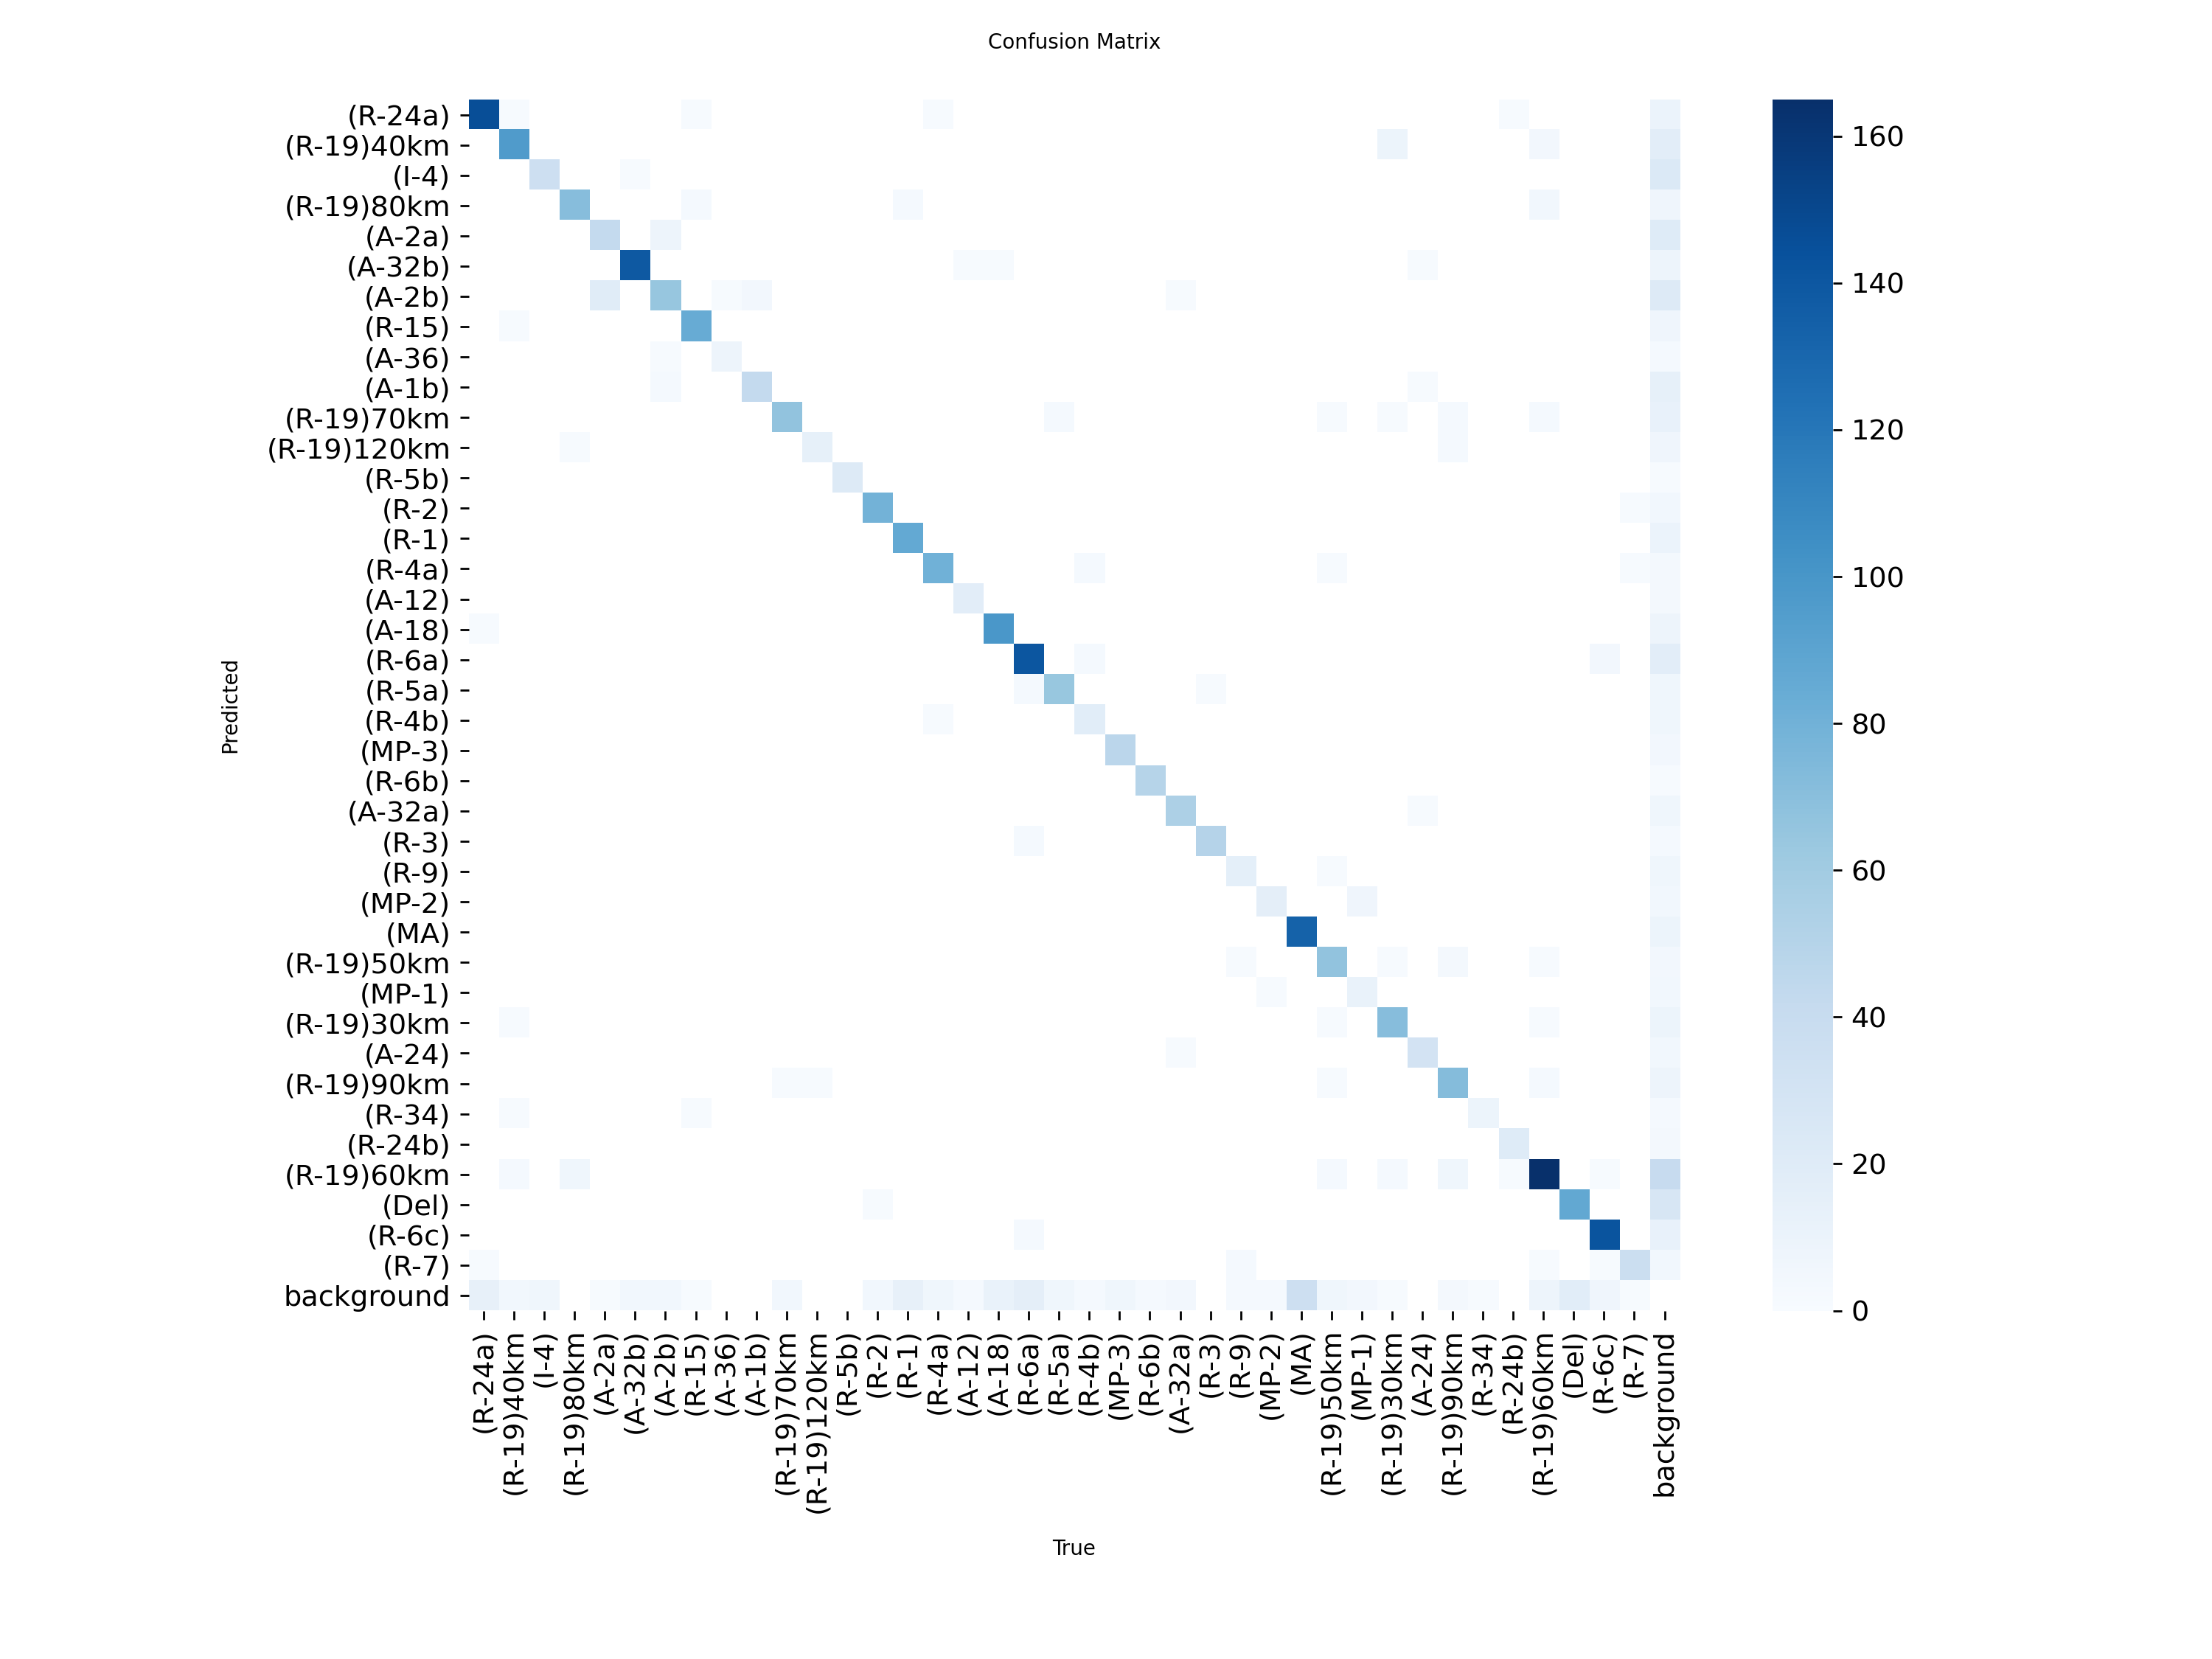 Confusion Matrix
Predicted
(R-24a)
(R-19)40km
(I-4)
(R-19)80km
(A-2a)
(A-32b)
(A-2b)
(R-15)
(A-36)
(A-1b)
(R-19)70km
(R-19)120km
(R-5b)
(R-2)
(R-1)
(R-4a)
(A-12)
(A-18)
(R-6a)
(R-5a)
(R-4b)
(MP-3)
(R-6b)
(A-32a)
(R-3)
(R-9)
(MP-2)
(MA)
(R-19)50km
(MP-1)
(R-19)30km
(A-24)
(R-19)90km
(R-34)
(R-24b)
(R-19)60km
(Del)
(R-6c)
(R-7)
background
(R-24a)
(R-19)40km
(I-4)
(R-19)80km
(A-2a)
(A-32b)
(A-2b)
(R-15)
(A-36)
(A-1b)
(R-19)70km
(R-19)120km
(R-5b)
(R-2)
(R-1)
(R-4a)
(A-12)
(A-18)
(R-6a)
(R-5a)
(R-4b)
(MP-3)
(R-6b)
(A-32a)
(R-3)
(R-9)
(MP-2)
(MA)
(R-19)50km
(MP-1)
(R-19)30km
(A-24)
(R-19)90km
(R-34)
(R-24b)
(R-19)60km
(Del)
(R-6c)
(R-7)
background
True
160
140
120
100
80
60
40
20
0